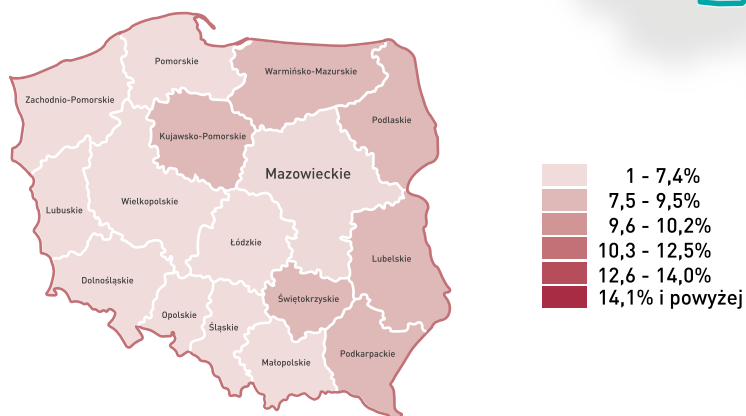 Pomorskie
Warmińsko-Mazurskie
Zachodnio-Pomorskie
Podlaskie
Kujawsko-Pomorskie
Mazowieckie
Wielkopolskie
Lubuskie
Łódzkie
Lubelskie
Dolnośląskie
Świętokrzyskie
Opolskie
Śląskie
Podkarpackie
Małopolskie
1 - 7,4%
7,5 - 9,5%
9,6 - 10,2%
10,3 - 12,5%
12,6 - 14,0%
14,1% i powyżej